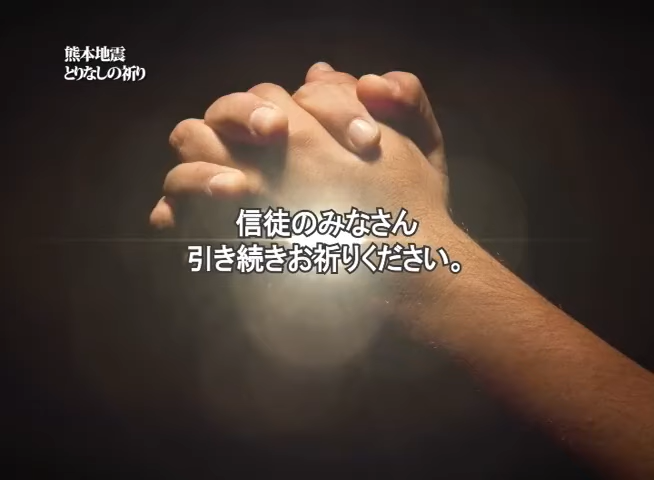 熊本地震
とりなしの祈り
信徒のみなさん
引き続きお祈りください。